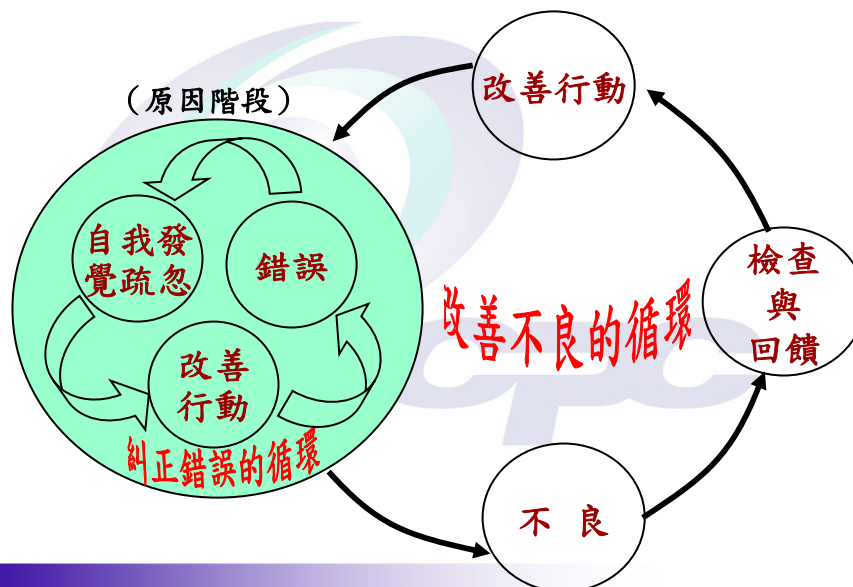 改善行動
（原因階段）
自我發
覺疏忽
錯誤
檢查
與
回饋
改善不良的循環
改善
行動
糾正錯誤的循環
不 良
cpc